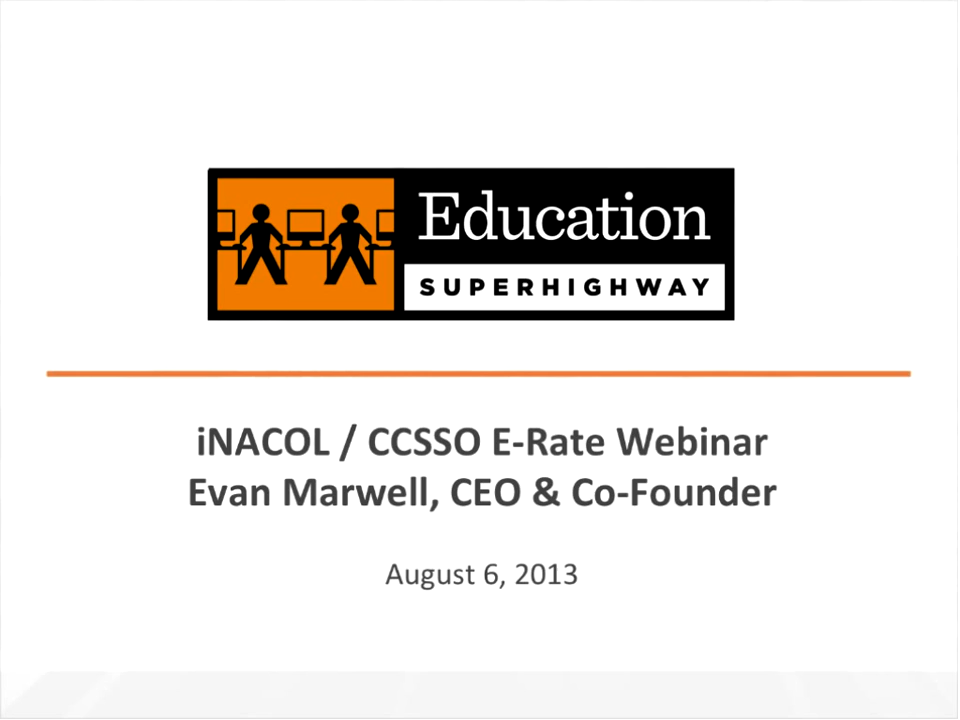 Education
SUPERHIGHWAY
iNACOL / CCSSO E-Rate Webinar
Evan Marwell, CEO & Co-Founder
August 6, 2013